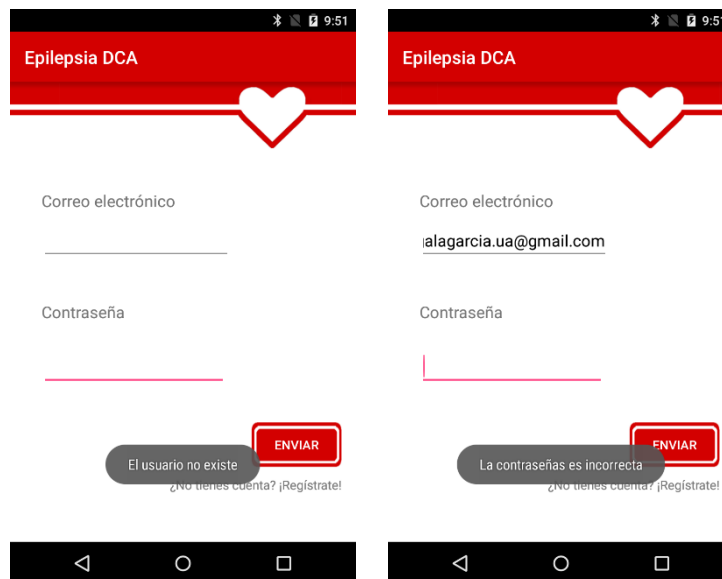 9:51
Epilepsia DCA
Correo electrónico
Contraseña
ENVIAR
El usuario no existe
¿No tienes cuenta? ¡Regístrate!
9:51
Epilepsia DCA
Correo electrónico
alagarcia.ua@gmail.com
Contraseña
ENVIAR
La contraseñas es incorrecta
¿No tienes cuenta? ¡Regístrate!